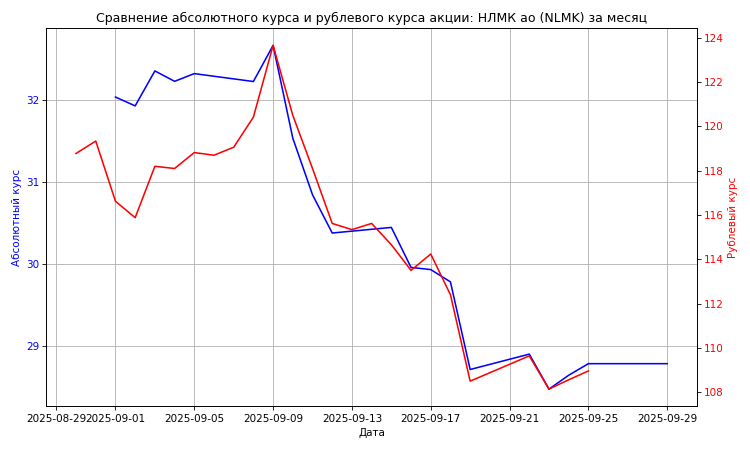 Сравнение абсолютного курса и рублевого курса акции: НЛМК ао (NLMK) за месяц
Абсолютный курс
32
31
30
29
Рублевый курс
124
122
120
118
116
114
112
110
108
2025-08-29 2025-09-01 2025-09-05 2025-09-09 2025-09-13 2025-09-17 2025-09-21 2025-09-25 2025-09-29
Дата